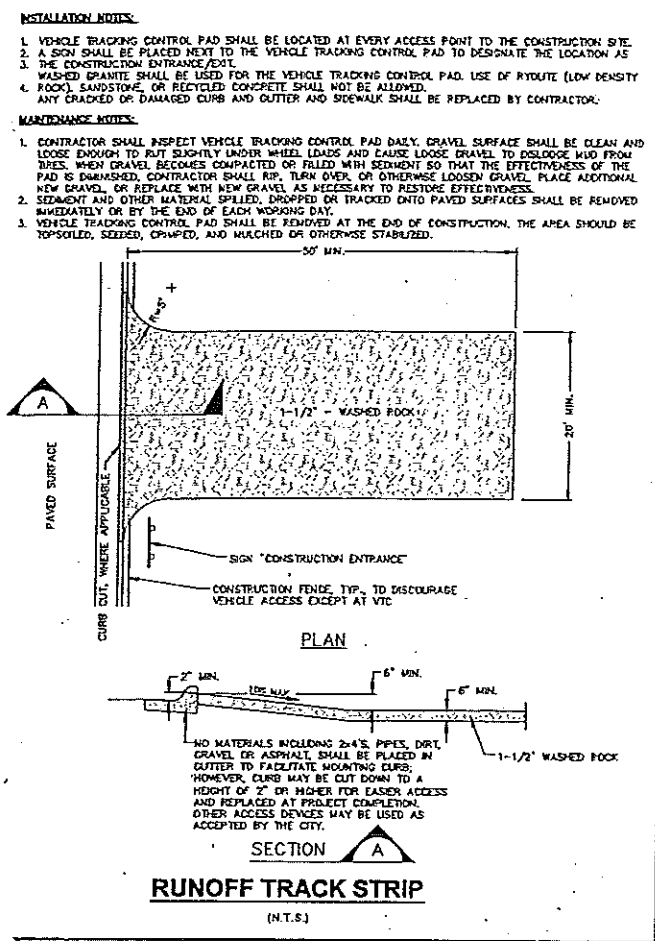 INSTALLATION NOTES:
1. VEHICLE TRACKING CONTROL PAD SHALL BE LOCATED AT EVERY ACCESS POINT TO THE CONSTRUCTION SITE.
2. A SIGN SHALL BE PLACED NEXT TO THE VEHICLE TRACKING CONTROL PAD TO DESIGNATE THE LOCATION AS
3. THE CONSTRUCTION ENTRANCE/EXIT.
WASHED GRANITE SHALL BE USED FOR THE VEHICLE TRACKING CONTROL PAD. USE OF RYOLITE (LOW DENSITY
4. ROCK), SANDSTONE, OR RECYCLED CONCRETE SHALL NOT BE ALLOWED.
ANY CRACKED OR DAMAGED CURB AND GUTTER AND SIDEWALK SHALL BE REPLACED BY CONTRACTOR.
MAINTENANCE NOTES:
1. CONTRACTOR SHALL INSPECT VEHICLE TRACKING CONTROL PAD DAILY. GRAVEL SURFACE SHALL BE CLEAN AND
LOOSE ENOUGH TO RUT SLIGHTLY UNDER WHEEL LOADS AND CAUSE LOOSE GRAVEL TO DISLODGE MUD FROM
TIRES. WHEN GRAVEL BECOMES COMPACTED OR FILLED WITH SEDIMENT SO THAT THE EFFECTIVENESS OF THE
PAD IS DIMINISHED, CONTRACTOR SHALL RIP, TURN OVER, OR OTHERWISE LOOSEN GRAVEL, PLACE ADDITIONAL
NEW GRAVEL, OR REPLACE WITH NEW GRAVEL AS NECESSARY TO RESTORE EFFECTIVENESS.
2. SEDIMENT AND OTHER MATERIAL SPILLED, DROPPED OR TRACKED ONTO PAVED SURFACES SHALL BE REMOVED
IMMEDIATELY OR BY THE END OF EACH WORKING DAY.
3. VEHICLE TRACKING CONTROL PAD SHALL BE REMOVED AT THE END OF CONSTRUCTION. THE AREA SHOULD BE
TOPSOILED, SEEDED, CRIMPED, AND MULCHED OR OTHERWISE STABILIZED.
50' MIN.
R=5'
A
1-1/2" - WASHED ROCK
20' MIN.
PAVED SURFACE
CURB CUT, WHERE APPLICABLE
SIGN "CONSTRUCTION ENTRANCE"
CONSTRUCTION FENCE, TYP., TO DISCOURAGE
VEHICLE ACCESS EXCEPT AT VTC
PLAN
2" MIN.
10% MAX
6" MIN.
6" MIN.
1-1/2" WASHED ROCK
NO MATERIALS INCLUDING 2x4'S, PIPES, DIRT,
GRAVEL OR ASPHALT, SHALL BE PLACED IN
GUTTER TO FACILITATE MOUNTING CURB;
HOWEVER, CURB MAY BE CUT DOWN TO A
HEIGHT OF 2" OR HIGHER FOR EASIER ACCESS
AND REPLACED AT PROJECT COMPLETION.
OTHER ACCESS DEVICES MAY BE USED AS
ACCEPTED BY THE CITY.
SECTION A
RUNOFF TRACK STRIP
(N.T.S.)